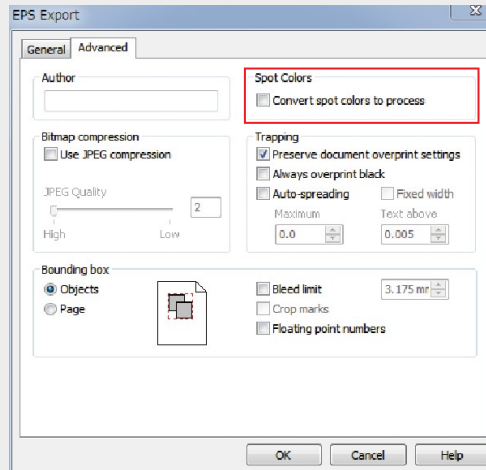 EPS Export
General Advanced
Author
Spot Colors
Convert spot colors to process
Bitmap compression
Use JPEG compression
JPEG Quality
2
High Low
Trapping
Preserve document overprint settings
Always overprint black
Auto-spreading Fixed width
Maximum Text above
0.0 0.005
Bounding box
Objects
Page
Bleed limit 3.175 mr
Crop marks
Floating point numbers
OK Cancel Help